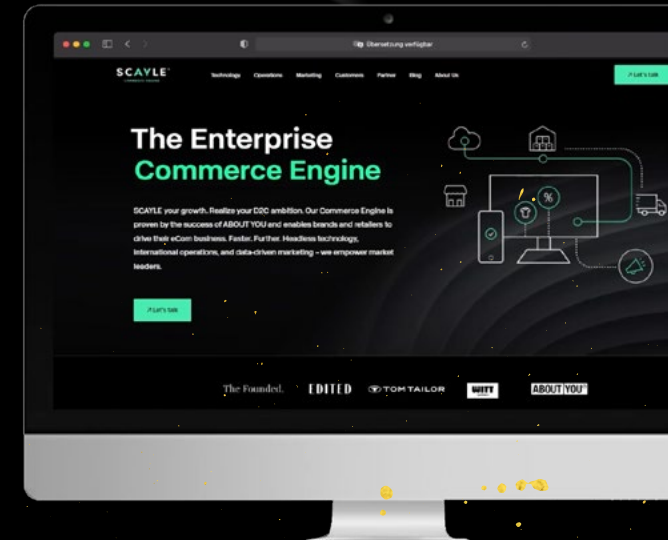 Übersetzung verfügbar
SCAYLE
Technology Operations Marketing Customers Partner Blog About Us
Let's talk
The Enterprise
Commerce Engine
SCAYLE your growth. Realize your D2C ambition. Our Commerce Engine is
proven by the success of ABOUT YOU and enables brands and retailers to
drive their eCom business. Faster. Further. Headless technology,
international operations, and data-driven marketing – we empower market
leaders.
%
Let's talk
The Founded. EDITED TOM TAILOR WITT ABOUT YOU